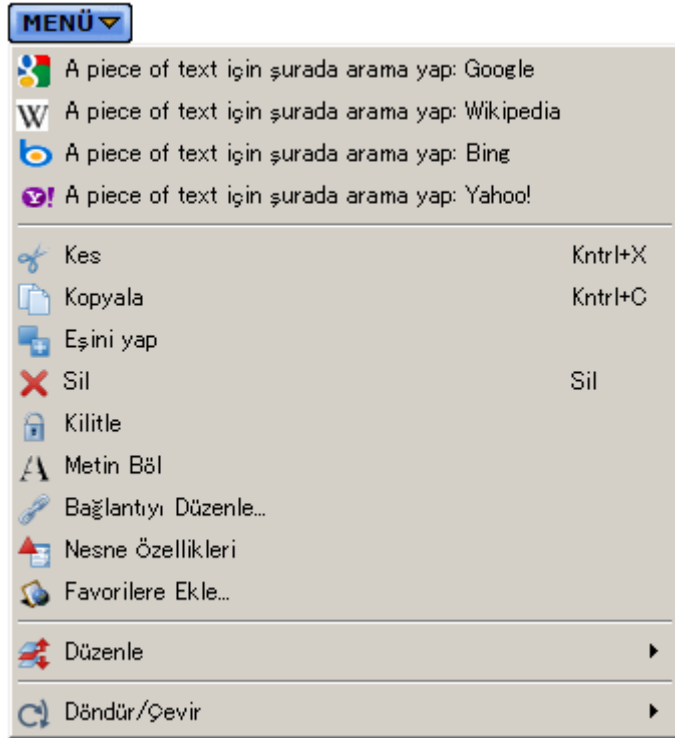 MENÜ
A piece of text için şurada arama yap: Google
A piece of text için şurada arama yap: Wikipedia
A piece of text için şurada arama yap: Bing
A piece of text için şurada arama yap: Yahoo!
Kes Kntrl+X
Kopyala Kntrl+C
Eşini yap
Sil Sil
Kilitle
Metin Böl
Bağlantıyı Düzenle...
Nesne Özellikleri
Favorilere Ekle...
Düzenle
Döndür/Çevir